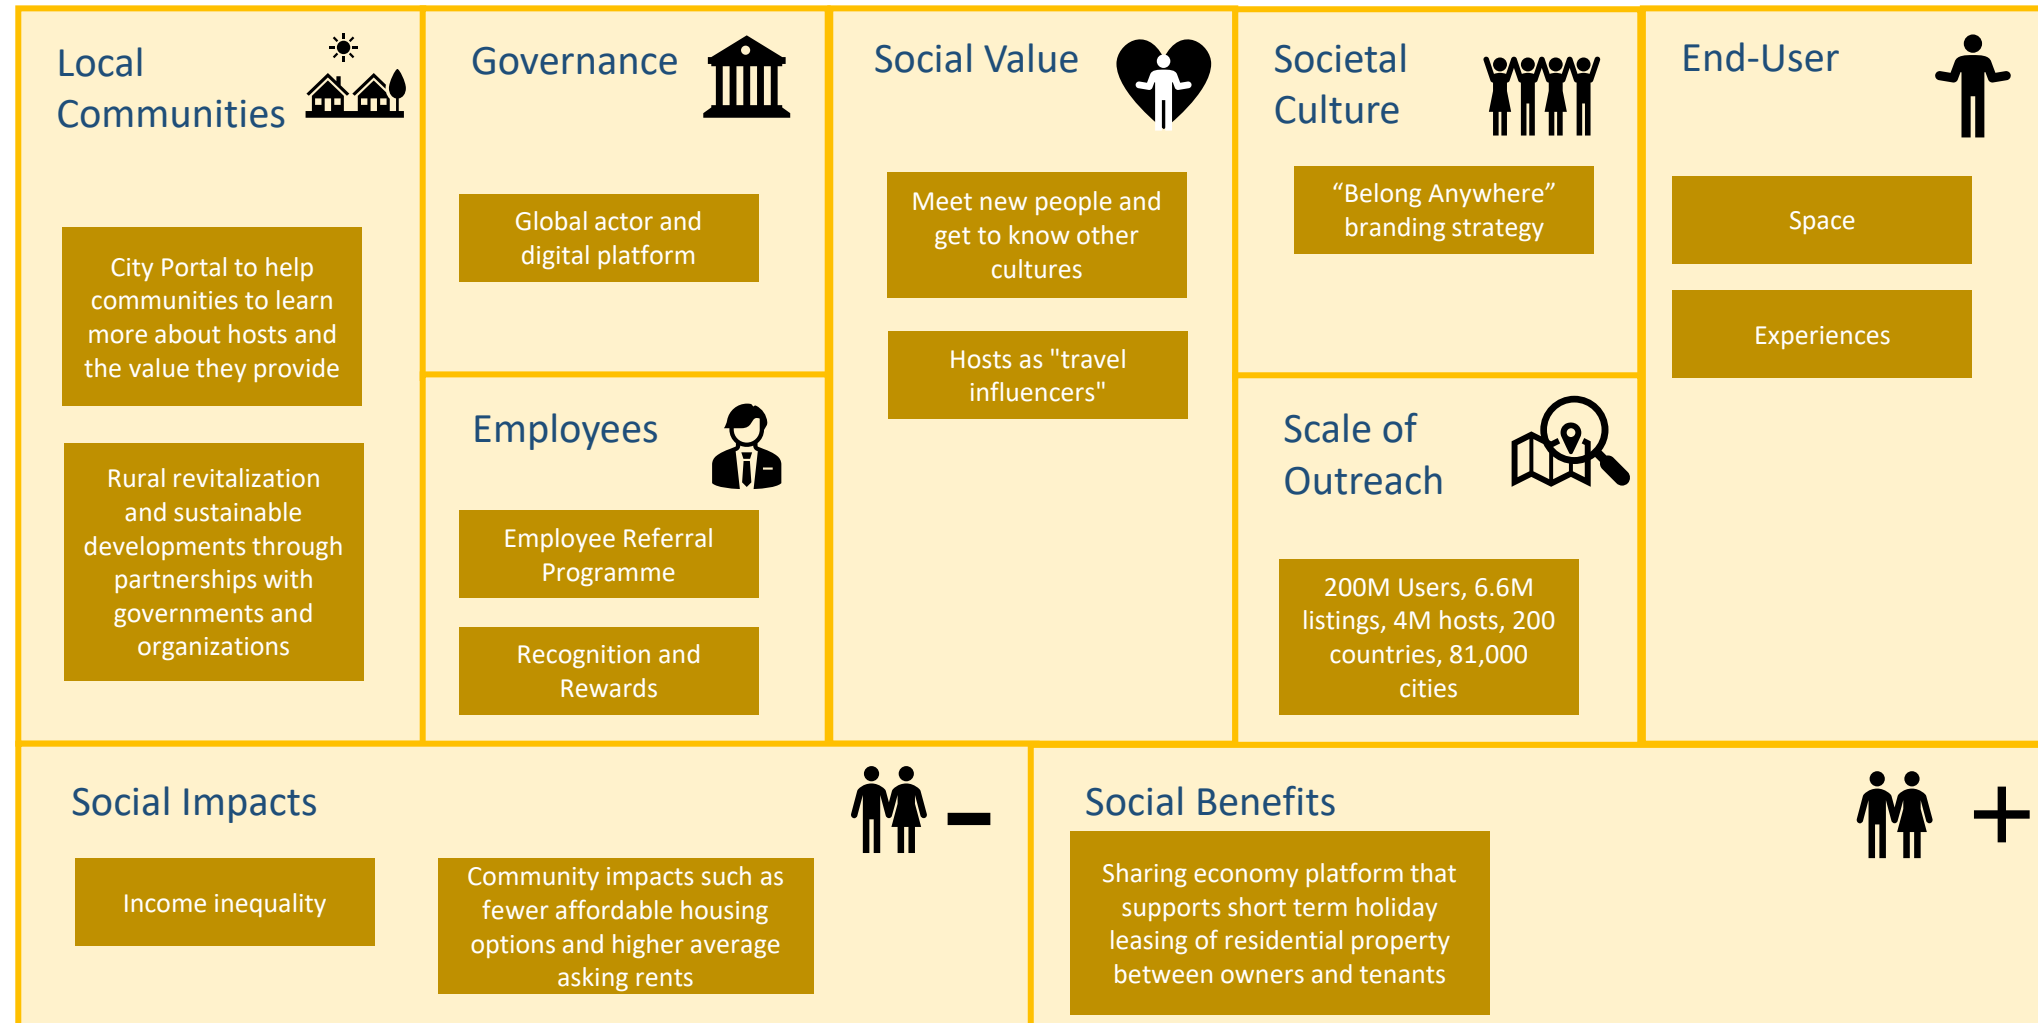 Local
Communities
City Portal to help
communities to learn
more about hosts and
the value they provide
Rural revitalization
and sustainable
developments through
partnerships with
governments and
organizations
Governance
Global actor and
digital platform
Employees
Employee Referral
Programme
Recognition and
Rewards
Social Value
Meet new people and
get to know other
cultures
Hosts as "travel
influencers"
Societal
Culture
“Belong Anywhere”
branding strategy
Scale of
Outreach
200M Users, 6.6M
listings, 4M hosts, 200
countries, 81,000
cities
End-User
Space
Experiences
Social Impacts
Income inequality
Community impacts such as
fewer affordable housing
options and higher average
asking rents
Social Benefits
Sharing economy platform that
supports short term holiday
leasing of residential property
between owners and tenants